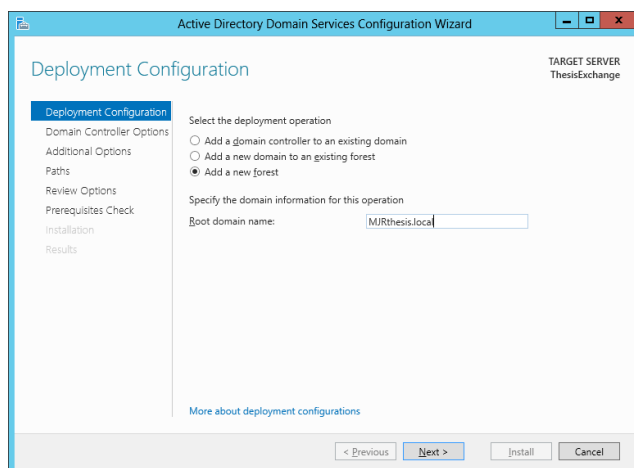 Active Directory Domain Services Configuration Wizard
Deployment Configuration
TARGET SERVER
ThesisExchange
Deployment Configuration
Domain Controller Options
Additional Options
Paths
Review Options
Prerequisites Check
Installation
Results
Select the deployment operation
Add a domain controller to an existing domain
Add a new domain to an existing forest
Add a new forest
Specify the domain information for this operation
Root domain name: MJRthesis.local
More about deployment configurations
< Previous Next > Install Cancel